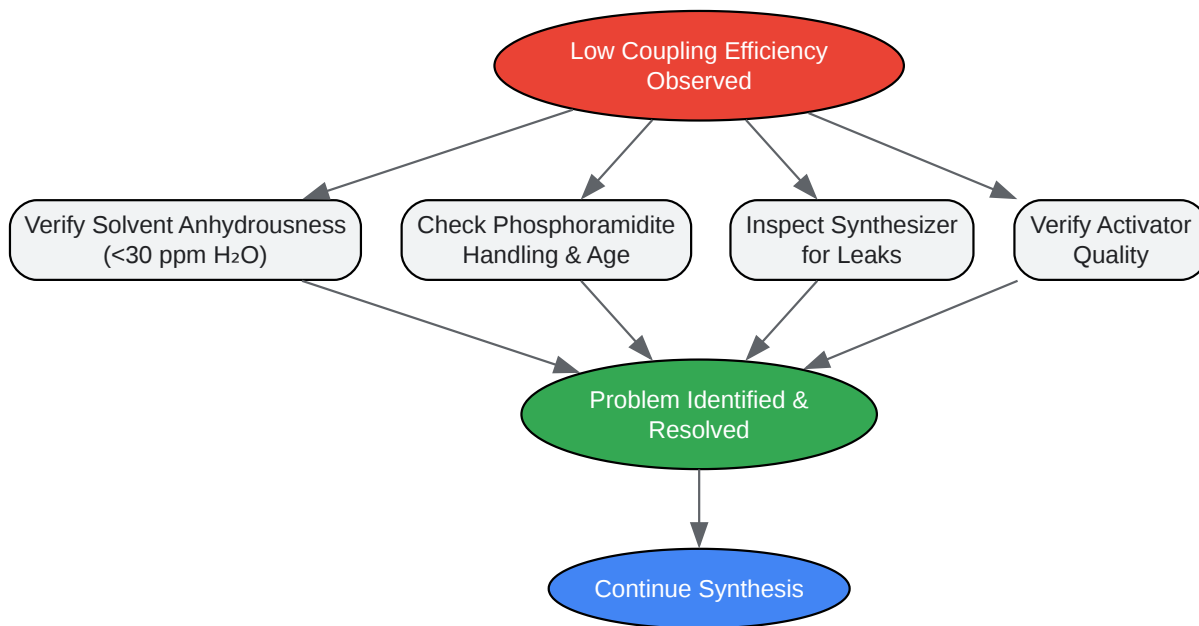 Low Coupling Efficiency
Observed
Verify Solvent Anhydrousness
(<30 ppm H₂O)
Check Phosphoramidite
Handling & Age
Inspect Synthesizer
for Leaks
Verify Activator
Quality
Problem Identified &
Resolved
Continue Synthesis